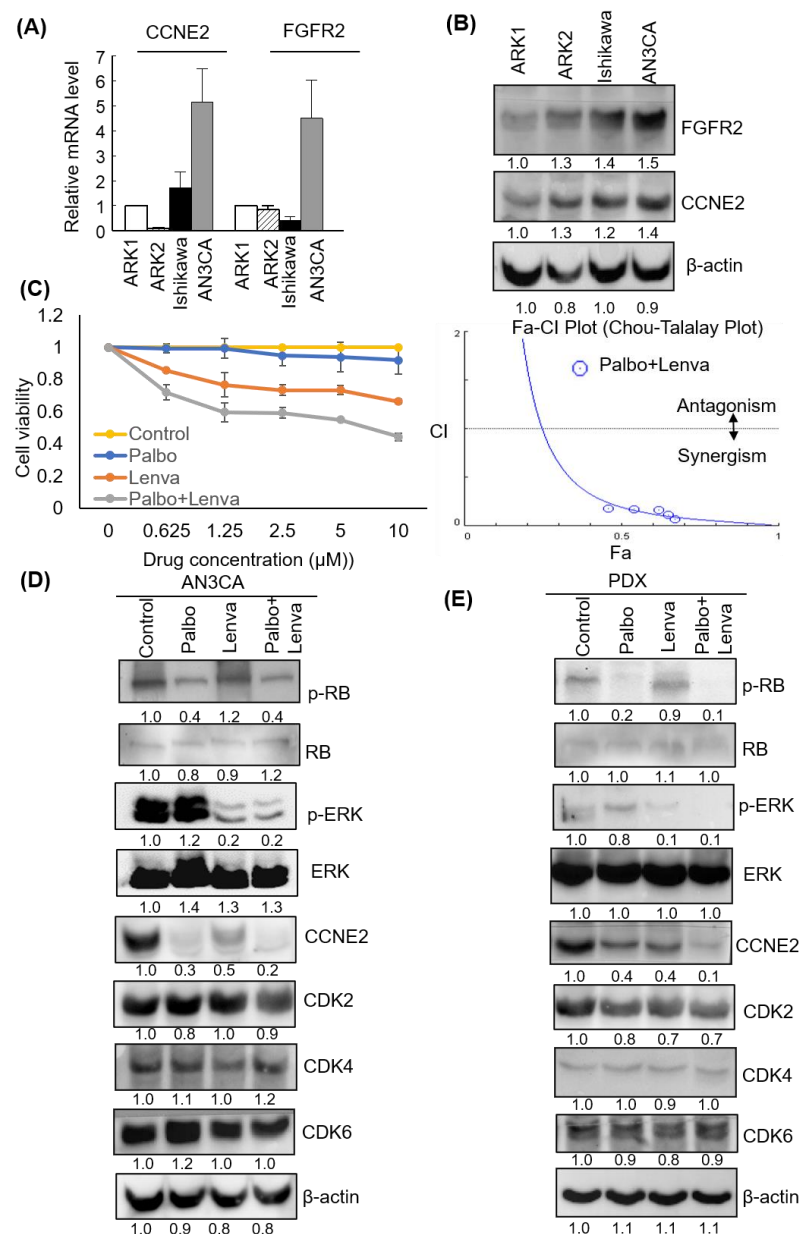 (A)
CCNE2 FGFR2
Relative mRNA level
7
6
5
4
3
2
1
0
ARK1 ARK2 Ishikawa AN3CA ARK1 ARK2 Ishikawa AN3CA
(B)
ARK1 ARK2 Ishikawa AN3CA
FGFR2
1.0 1.3 1.4 1.5
CCNE2
1.0 1.3 1.2 1.4
β-actin
1.0 0.8 1.0 0.9
(C)
Cell viability
1.2
1
0.8
0.6
0.4
0.2
0
Control
Palbo
Lenva
Palbo+Lenva
0 0.625 1.25 2.5 5 10
Drug concentration (µM))
Fa-CI Plot (Chou-Talalay Plot)
2
Palbo+Lenva
Antagonism
CI
Synergism
0
0 0.5 1
Fa
(D)
AN3CA
Control Palbo Lenva Palbo+ Lenva
p-RB
1.0 0.4 1.2 0.4
RB
1.0 0.8 0.9 1.2
p-ERK
1.0 1.2 0.2 0.2
ERK
1.0 1.4 1.3 1.3
CCNE2
1.0 0.3 0.5 0.2
CDK2
1.0 0.8 1.0 0.9
CDK4
1.0 1.1 1.0 1.2
CDK6
1.0 1.2 1.0 1.0
β-actin
1.0 0.9 0.8 0.8
(E)
PDX
Control Palbo Lenva Palbo+ Lenva
p-RB
1.0 0.2 0.9 0.1
RB
1.0 1.0 1.1 1.0
p-ERK
1.0 0.8 0.1 0.1
ERK
1.0 1.0 1.0 1.0
CCNE2
1.0 0.4 0.4 0.1
CDK2
1.0 0.8 0.7 0.7
CDK4
1.0 1.0 0.9 1.0
CDK6
1.0 0.9 0.8 0.9
β-actin
1.0 1.1 1.1 1.1